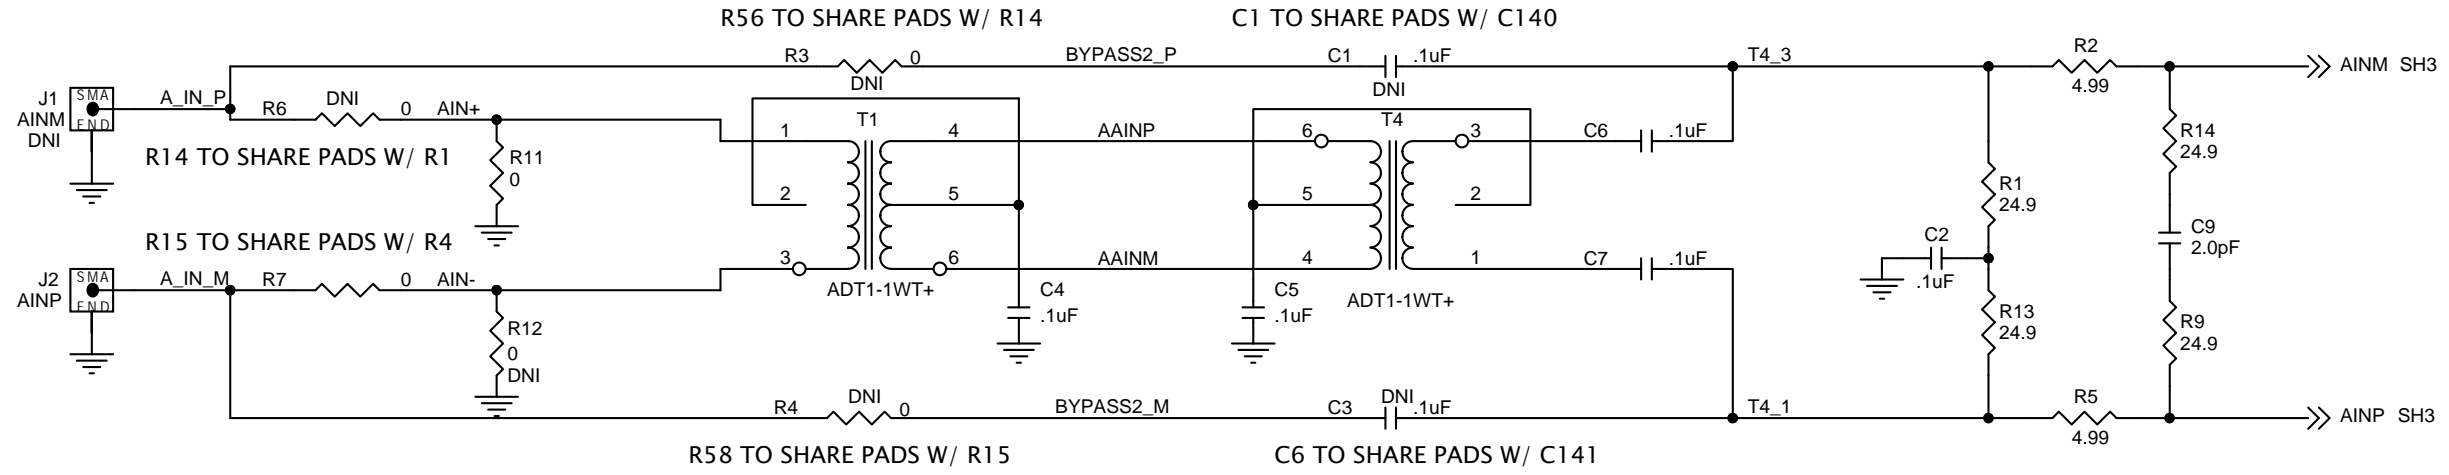 R56 TO SHARE PADS W/ R14
C1 TO SHARE PADS W/ C140
R3
0
DNI
BYPASS2_P
C1
.1uF
DNI
T4_3
R2
4.99
AINM SH3
J1
AINM
DNI
SMA
END
A_IN_P
R6
DNI
0
AIN+
R14 TO SHARE PADS W/ R1
R11
0
1
2
3
T1
4
5
6
ADT1-1WT+
AAINP
AAINM
C4
.1uF
6
5
4
T4
3
2
1
ADT1-1WT+
C5
.1uF
C6
.1uF
C7
.1uF
R1
24.9
C2
.1uF
R13
24.9
R14
24.9
C9
2.0pF
R9
24.9
R15 TO SHARE PADS W/ R4
J2
AINP
SMA
END
A_IN_M
R7
0
AIN-
R12
0
DNI
R4
DNI
0
BYPASS2_M
C3
DNI
.1uF
T4_1
R5
4.99
AINP SH3
R58 TO SHARE PADS W/ R15
C6 TO SHARE PADS W/ C141